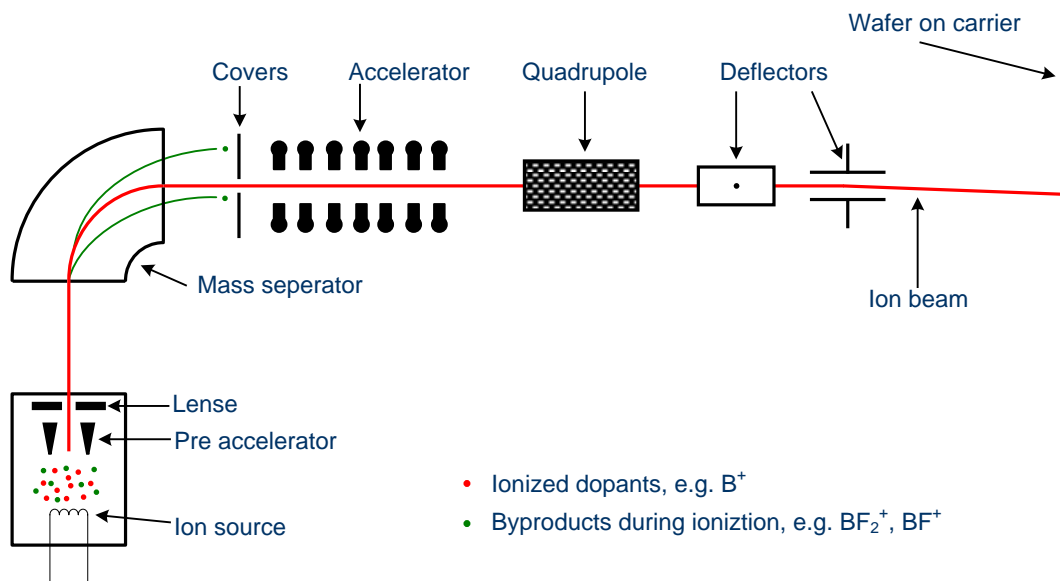 Wafer on carrier
Covers
Accelerator
Quadrupole
Deflectors
Mass seperator
Ion beam
Lense
Pre accelerator
Ion source
Ionized dopants, e.g. B⁺
Byproducts during ioniztion, e.g. BF₂⁺, BF⁺